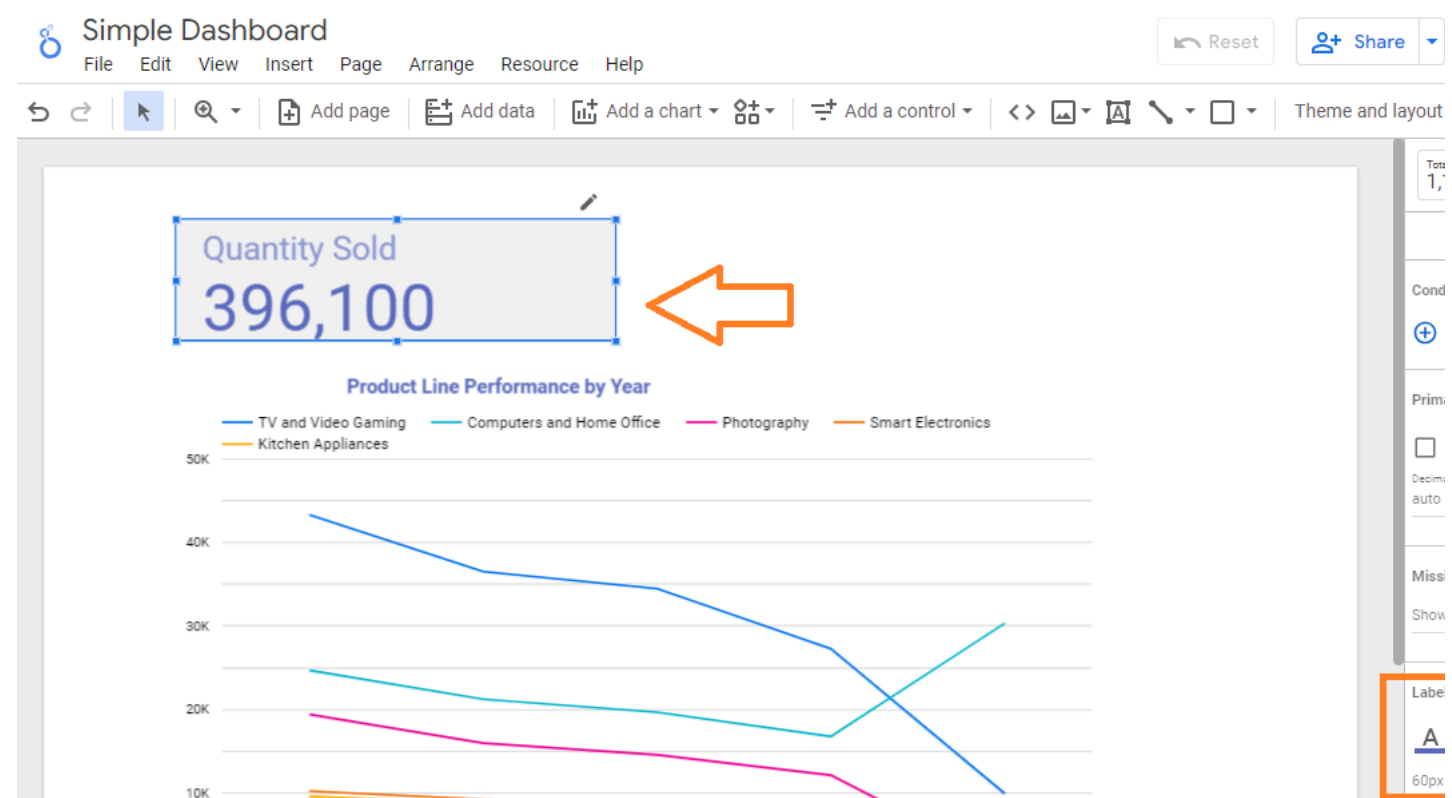 Simple Dashboard
File Edit View Insert Page Arrange Resource Help
Reset
Share
Add page
Add data
Add a chart
Add a control
Theme and layout
Quantity Sold
396,100
Product Line Performance by Year
TV and Video Gaming
Computers and Home Office
Photography
Smart Electronics
Kitchen Appliances
50K
40K
30K
20K
10K
auto
Show
Label
A
60px